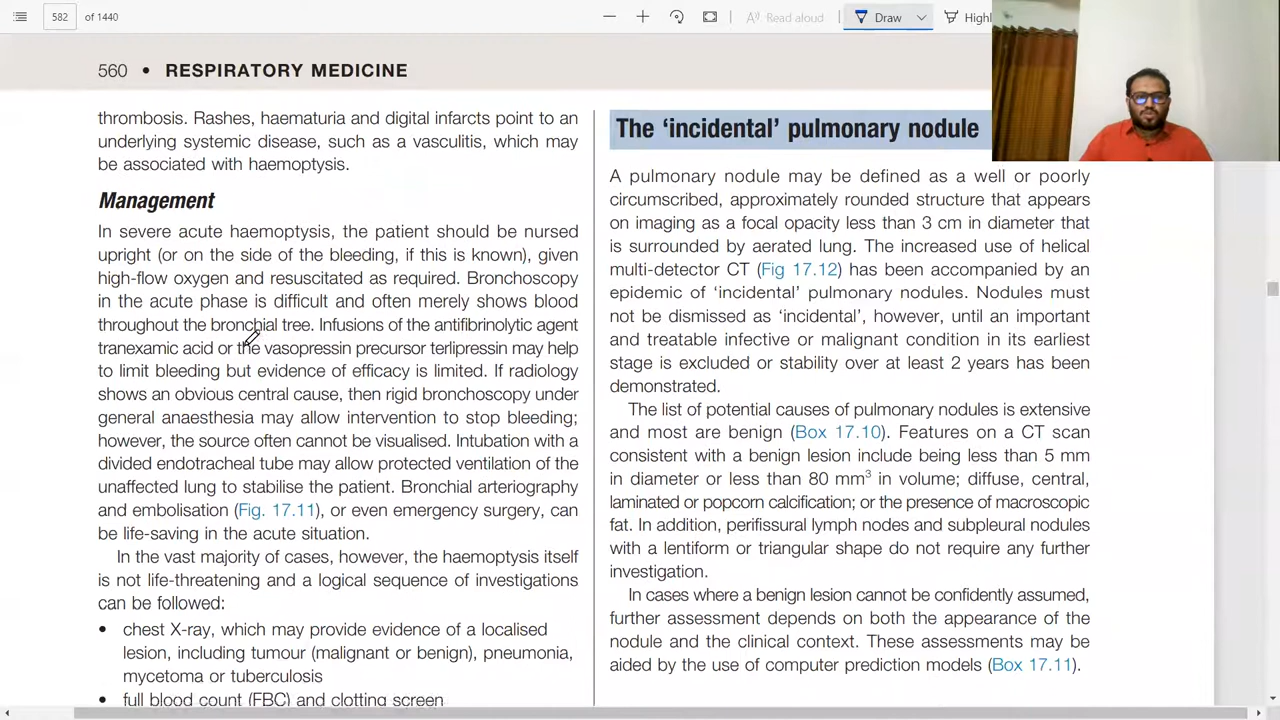 582 of 1440
Read aloud
Draw
Highl
560 • RESPIRATORY MEDICINE
thrombosis. Rashes, haematuria and digital infarcts point to an
underlying systemic disease, such as a vasculitis, which may
be associated with haemoptysis.
Management
In severe acute haemoptysis, the patient should be nursed
upright (or on the side of the bleeding, if this is known), given
high-flow oxygen and resuscitated as required. Bronchoscopy
in the acute phase is difficult and often merely shows blood
throughout the bronchial tree. Infusions of the antifibrinolytic agent
tranexamic acid or the vasopressin precursor terlipressin may help
to limit bleeding but evidence of efficacy is limited. If radiology
shows an obvious central cause, then rigid bronchoscopy under
general anaesthesia may allow intervention to stop bleeding;
however, the source often cannot be visualised. Intubation with a
divided endotracheal tube may allow protected ventilation of the
unaffected lung to stabilise the patient. Bronchial arteriography
and embolisation (Fig. 17.11), or even emergency surgery, can
be life-saving in the acute situation.
In the vast majority of cases, however, the haemoptysis itself
is not life-threatening and a logical sequence of investigations
can be followed:
• chest X-ray, which may provide evidence of a localised
lesion, including tumour (malignant or benign), pneumonia,
mycetoma or tuberculosis
• full blood count (FBC) and clotting screen
The 'incidental' pulmonary nodule
A pulmonary nodule may be defined as a well or poorly
circumscribed, approximately rounded structure that appears
on imaging as a focal opacity less than 3 cm in diameter that
is surrounded by aerated lung. The increased use of helical
multi-detector CT (Fig 17.12) has been accompanied by an
epidemic of 'incidental' pulmonary nodules. Nodules must
not be dismissed as 'incidental', however, until an important
and treatable infective or malignant condition in its earliest
stage is excluded or stability over at least 2 years has been
demonstrated.
The list of potential causes of pulmonary nodules is extensive
and most are benign (Box 17.10). Features on a CT scan
consistent with a benign lesion include being less than 5 mm
in diameter or less than 80 mm³ in volume; diffuse, central,
laminated or popcorn calcification; or the presence of macroscopic
fat. In addition, perifissural lymph nodes and subpleural nodules
with a lentiform or triangular shape do not require any further
investigation.
In cases where a benign lesion cannot be confidently assumed,
further assessment depends on both the appearance of the
nodule and the clinical context. These assessments may be
aided by the use of computer prediction models (Box 17.11).